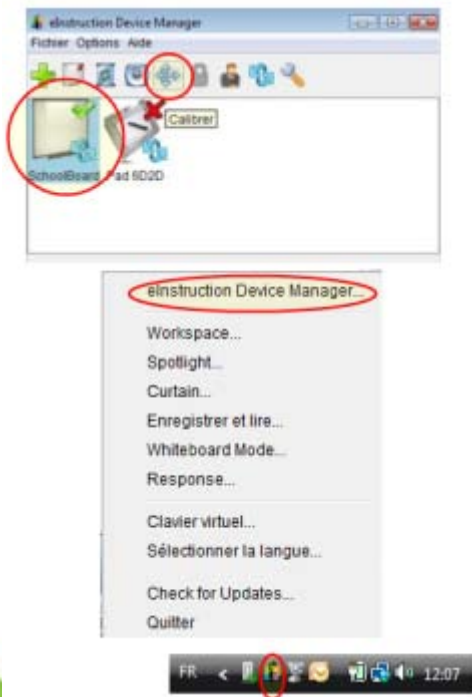 eInstruction Device Manager
Fichier Options Aide
Calibrer
SchoolBoard Pad 6D2D
eInstruction Device Manager...
Workspace...
Spotlight...
Curtain...
Enregistrer et lire...
Whiteboard Mode...
Response...
Clavier virtuel...
Sélectionner la langue...
Check for Updates...
Quitter
FR < 12:07